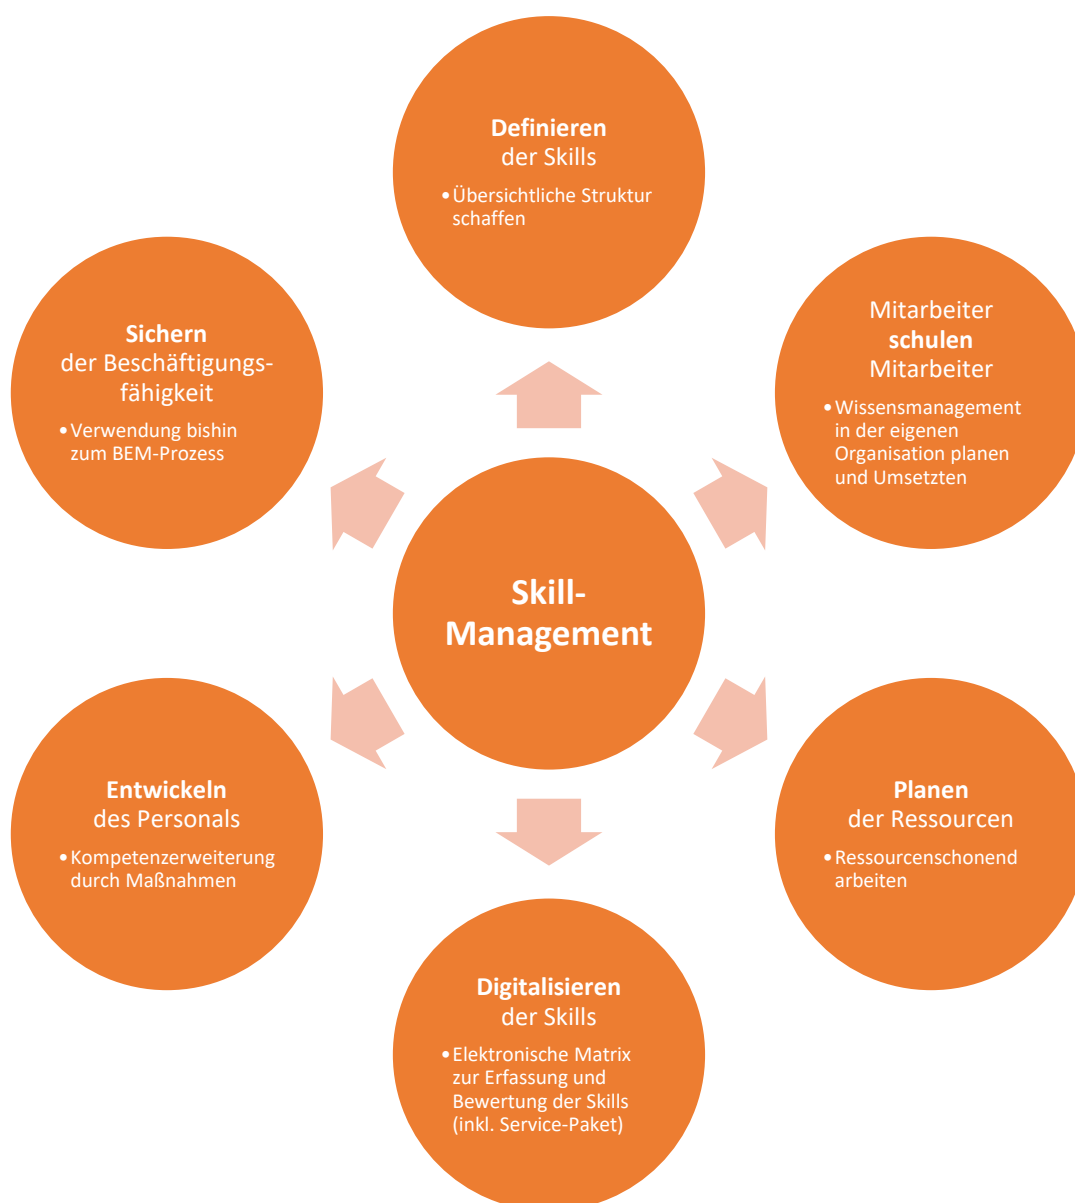 Definieren
der Skills
•Übersichtliche Struktur
schaffen
Mitarbeiter
schulen
Mitarbeiter
•Wissensmanagement
in der eigenen
Organisation planen
und Umsetzten
Planen
der Ressourcen
•Ressourcenschonend
arbeiten
Digitalisieren
der Skills
•Elektronische Matrix
zur Erfassung und
Bewertung der Skills
(inkl. Service-Paket)
Entwickeln
des Personals
•Kompetenzerweiterung
durch Maßnahmen
Sichern
der Beschäftigungs-
fähigkeit
•Verwendung bishin
zum BEM-Prozess
Skill-
Management